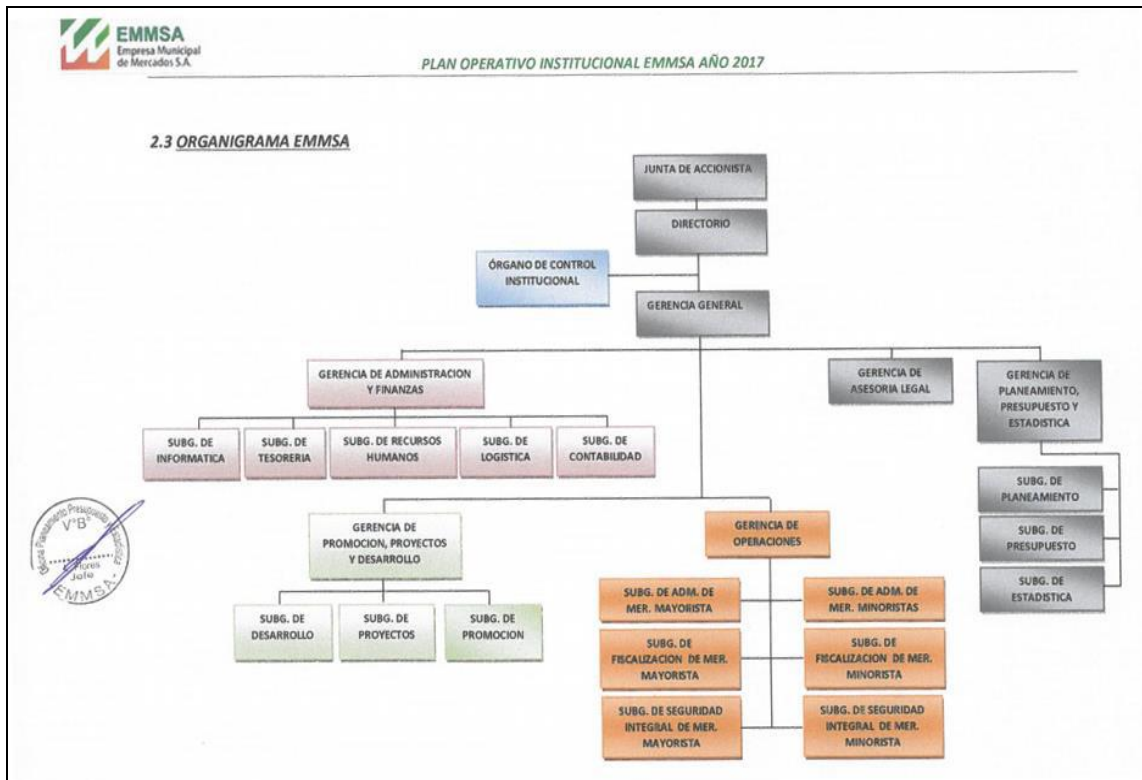 EMMSA
Empresa Municipal
de Mercados S.A.
PLAN OPERATIVO INSTITUCIONAL EMMSA AÑO 2017
2.3 ORGANIGRAMA EMMSA
JUNTA DE ACCIONISTA
DIRECTORIO
ÓRGANO DE CONTROL
INSTITUCIONAL
GERENCIA GENERAL
GERENCIA DE ADMINISTRACION
Y FINANZAS
GERENCIA DE
ASESORIA LEGAL
GERENCIA DE
PLANEAMIENTO,
PRESUPUESTO Y
ESTADISTICA
SUBG. DE
INFORMATICA
SUBG. DE
TESORERIA
SUBG. DE RECURSOS
HUMANOS
SUBG. DE
LOGISTICA
SUBG. DE
CONTABILIDAD
SUBG. DE
PLANEAMIENTO
SUBG. DE
PRESUPUESTO
SUBG. DE
ESTADISTICA
GERENCIA DE
PROMOCION, PROYECTOS
Y DESARROLLO
GERENCIA DE
OPERACIONES
SUBG. DE
DESARROLLO
SUBG. DE
PROYECTOS
SUBG. DE
PROMOCION
SUBG. DE ADM. DE
MER. MAYORISTA
SUBG. DE ADM. DE
MER. MINORISTAS
SUBG. DE
FISCALIZACION DE MER.
MAYORISTA
SUBG. DE
FISCALIZACION DE MER.
MINORISTA
SUBG. DE SEGURIDAD
INTEGRAL DE MER.
MAYORISTA
SUBG. DE SEGURIDAD
INTEGRAL DE MER.
MINORISTA
Planeamiento Presupuesto
V°B°
Flores
Jefe
EMMSA